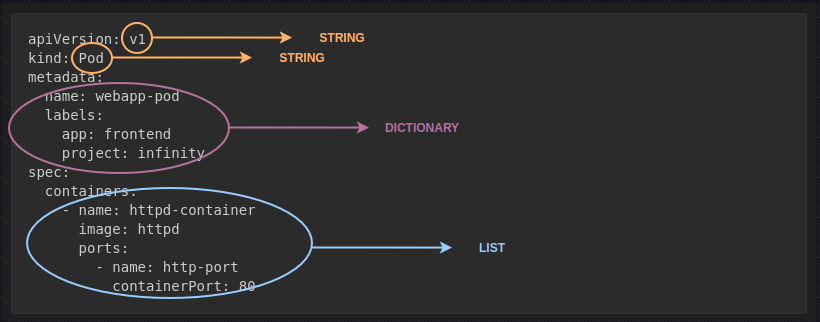 apiVersion: v1 STRING
kind: Pod STRING
metadata:
  name: webapp-pod
  labels:
    app: frontend DICTIONARY
    project: infinity
spec:
  containers:
    - name: httpd-container
      image: httpd
      ports: LIST
        - name: http-port
          containerPort: 80